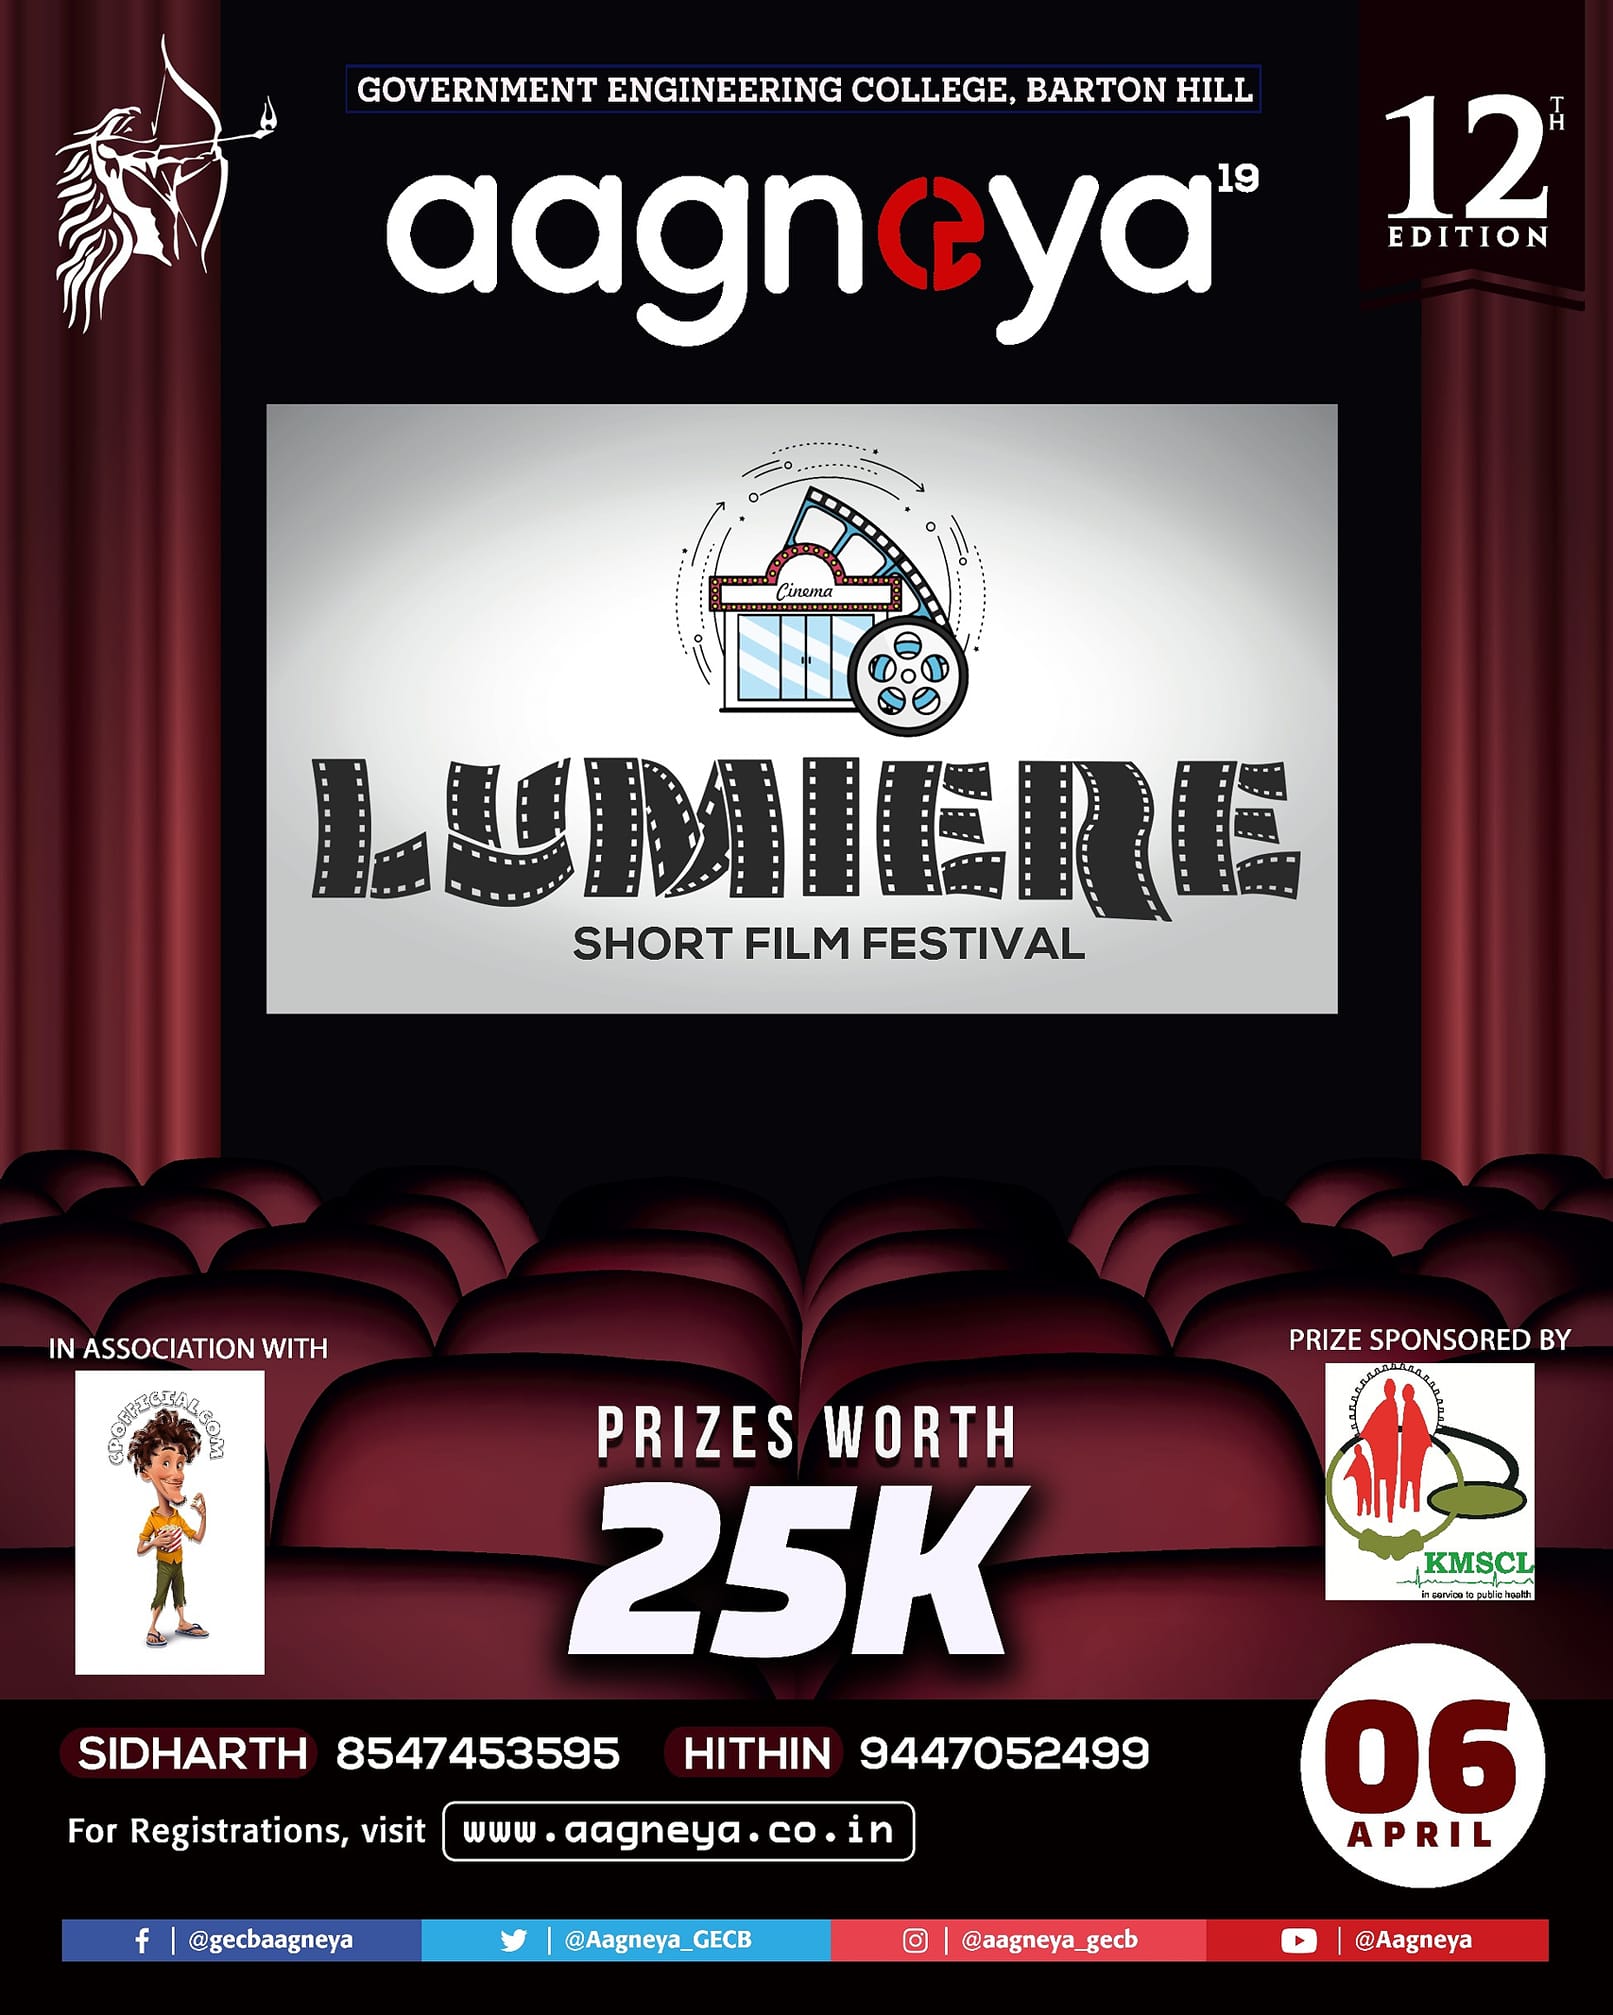 GOVERNMENT ENGINEERING COLLEGE, BARTON HILL
aagneya19
12TH
EDITION
Cinema
LUMIERE
SHORT FILM FESTIVAL
IN ASSOCIATION WITH
CPOFFICIAL.COM
PRIZE SPONSORED BY
KMSCL
in service to public health
PRIZES WORTH
25K
SIDHARTH 8547453595 HITHIN 9447052499
For Registrations, visit www.aagneya.co.in
06
APRIL
@gecbaagneya @Aagneya_GECB @aagneya_gecb @Aagneya